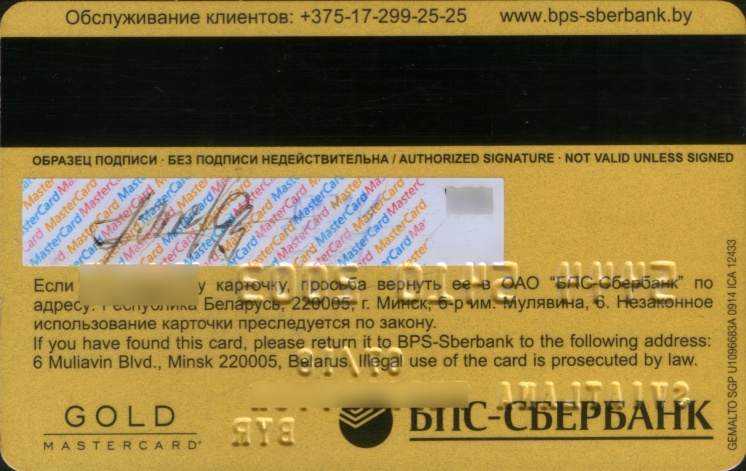 Обслуживание клиентов: +375-17-299-25-25 www.bps-sberbank.by
ОБРАЗЕЦ ПОДПИСИ · БЕЗ ПОДПИСИ НЕДЕЙСТВИТЕЛЬНА / AUTHORIZED SIGNATURE · NOT VALID UNLESS SIGNED
MasterCard MasterCard MasterCard
Если карточку, просьба вернуть ее в ОАО "БПС-Сбербанк" по
адресу: Республика Беларусь, 220005, г. Минск, б-р им. Мулявина, 6. Незаконное
использование карточки преследуется по закону.
If you have found this card, please return it to BPS-Sberbank to the following address:
6 Muliavin Blvd., Minsk 220005, Belarus. Illegal use of the card is prosecuted by law.
GOLD
MASTERCARD
БПС-СБЕРБАНК
BYR
GEMALTO SGP U1096683A 0914 ICA 12433